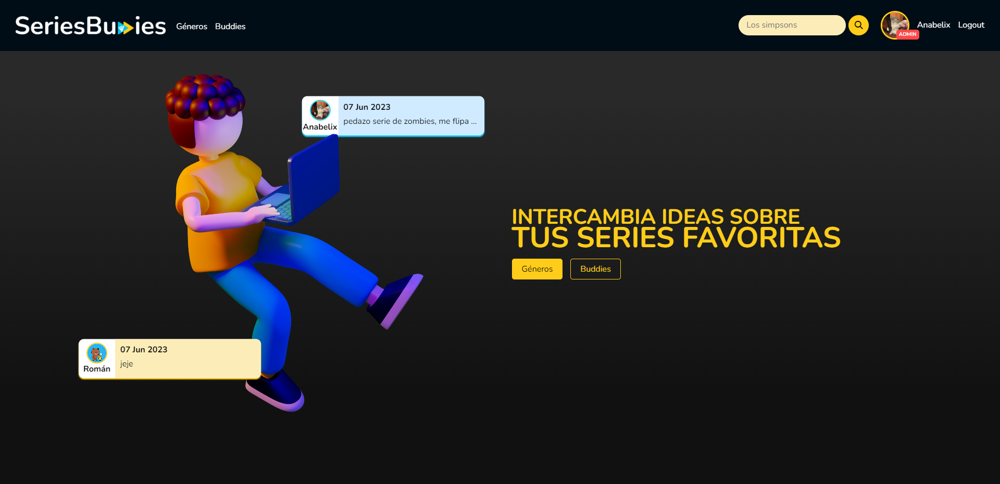 SeriesBuddies Géneros Buddies
Los simpsons
ADMIN
Anabelix Logout
07 Jun 2023
pedazo serie de zombies, me flipa ...
Anabelix
INTERCAMBIA IDEAS SOBRE
TUS SERIES FAVORITAS
Géneros Buddies
07 Jun 2023
jeje
Román